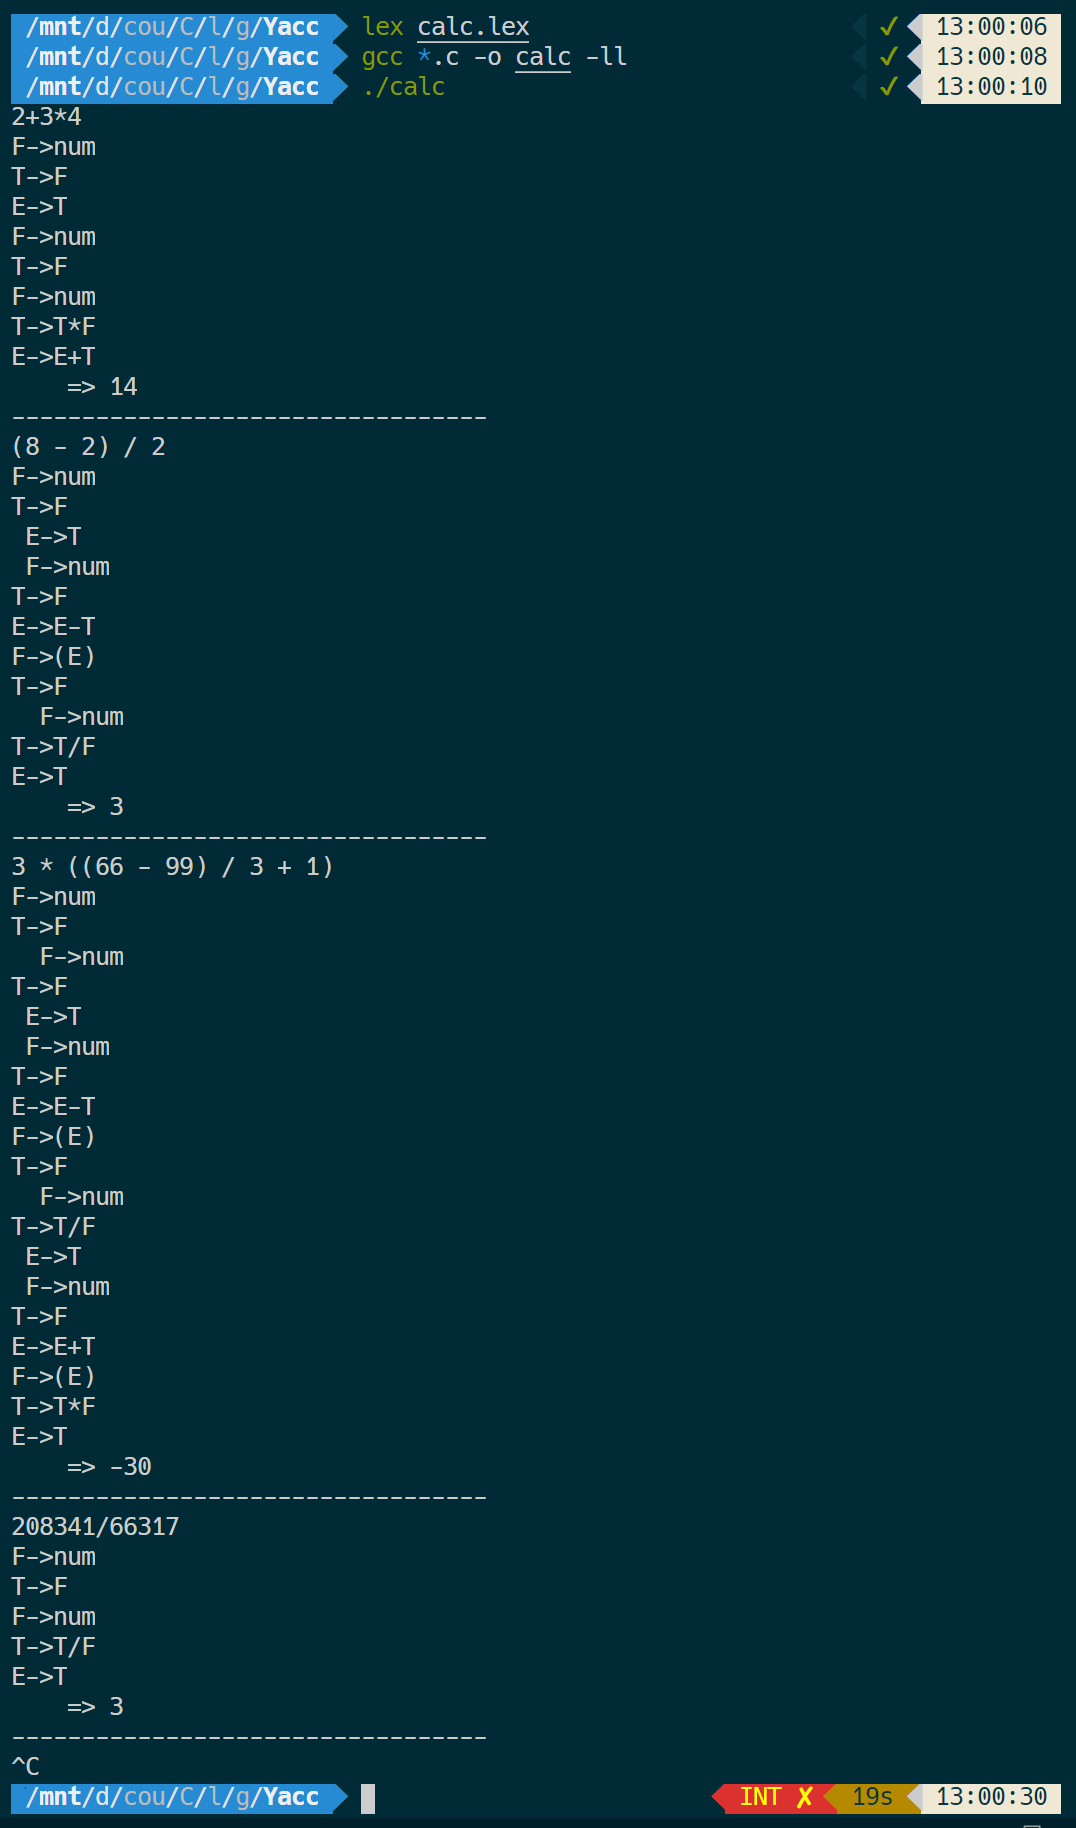 /mnt/d/cou/C/l/g/Yacc lex calc.lex ✓ 13:00:06
/mnt/d/cou/C/l/g/Yacc gcc *.c -o calc -ll ✓ 13:00:08
/mnt/d/cou/C/l/g/Yacc ./calc ✓ 13:00:10
2+3*4
F->num
T->F
E->T
F->num
T->F
F->num
T->T*F
E->E+T
    => 14
----------------------------------
(8 - 2) / 2
F->num
T->F
 E->T
 F->num
T->F
E->E-T
F->(E)
T->F
  F->num
T->T/F
E->T
    => 3
----------------------------------
3 * ((66 - 99) / 3 + 1)
F->num
T->F
  F->num
T->F
 E->T
 F->num
T->F
E->E-T
F->(E)
T->F
  F->num
T->T/F
 E->T
 F->num
T->F
E->E+T
F->(E)
T->T*F
E->T
    => -30
----------------------------------
208341/66317
F->num
T->F
F->num
T->T/F
E->T
    => 3
----------------------------------
^C
/mnt/d/cou/C/l/g/Yacc INT ✗ 19s 13:00:30